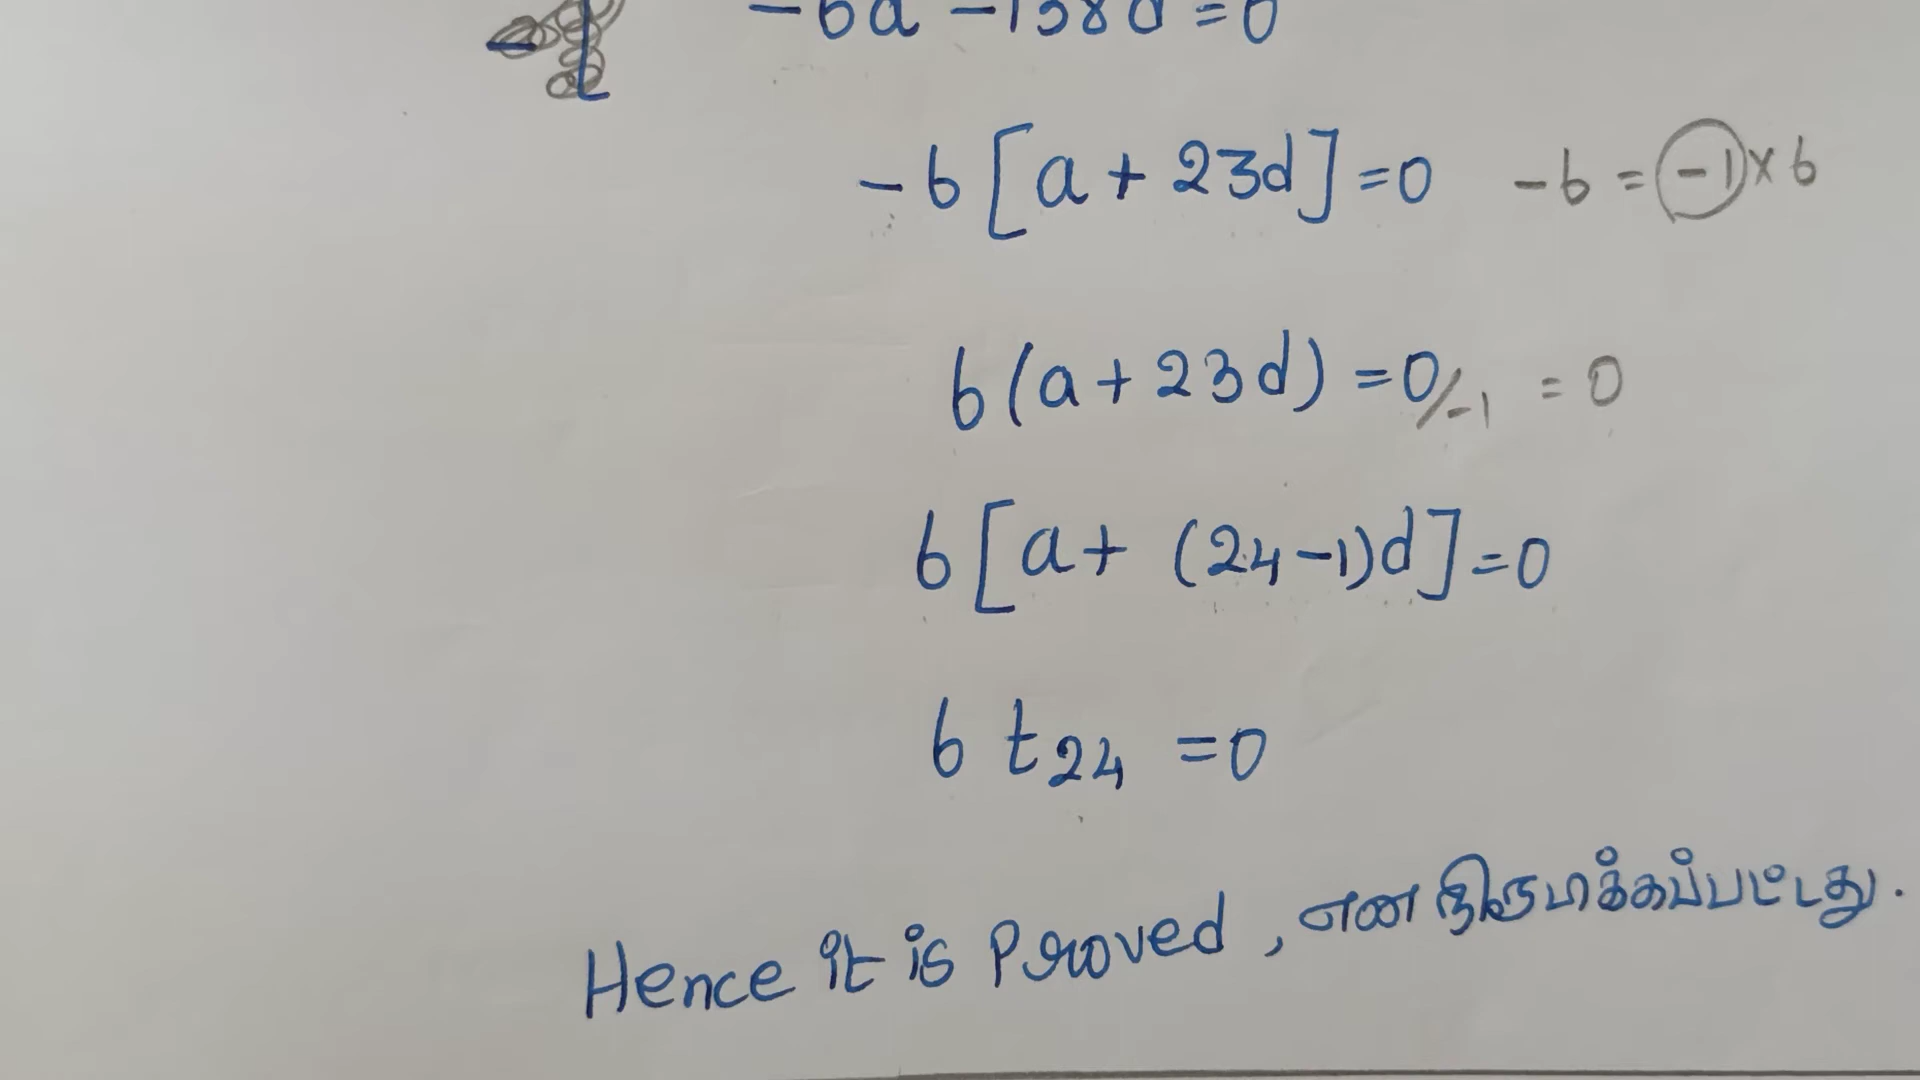 -6a -138d =0
-6[a+23d]=0 -6 = -1×6
6(a+23d) =0/-1 = 0
6[a+ (24-1)d]=0
6 t24 =0
Hence it is Proved, என நிரூபிக்கப்பட்டது.